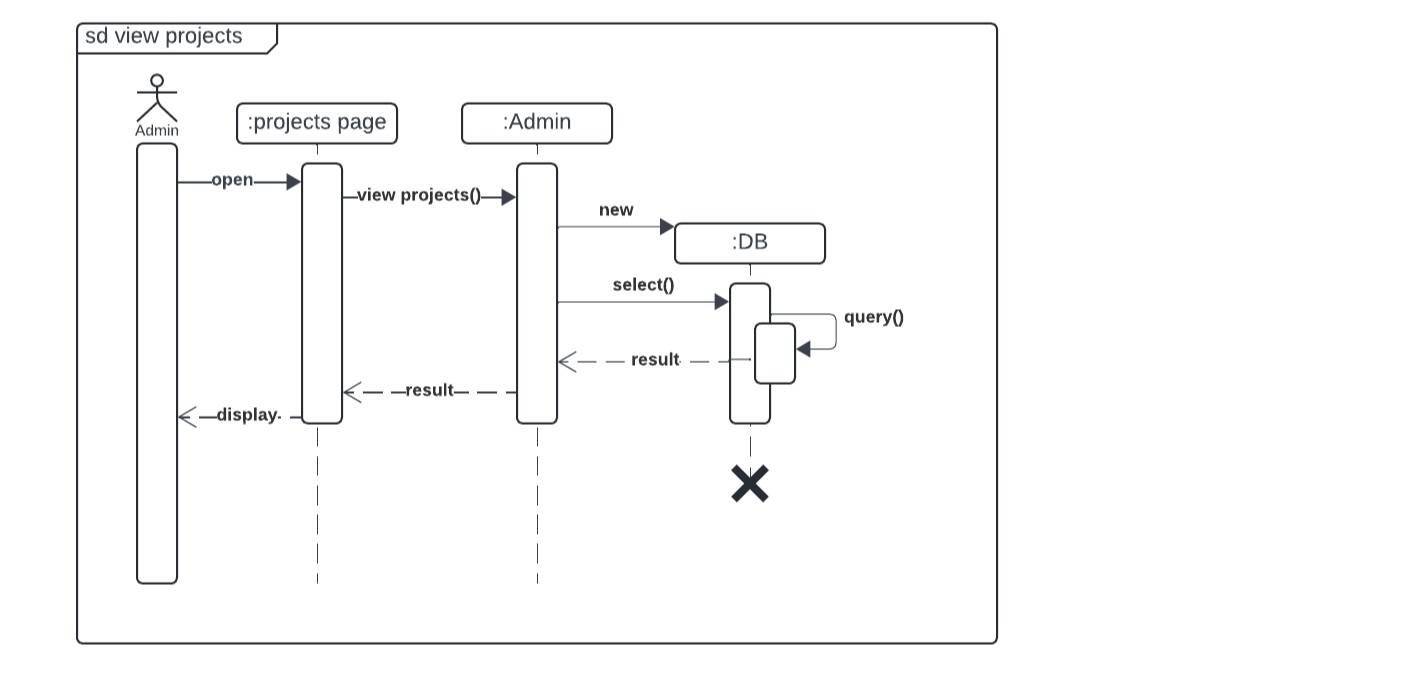 sd view projects
Admin
:projects page
:Admin
open
view projects()
new
:DB
select()
query()
result
result
display